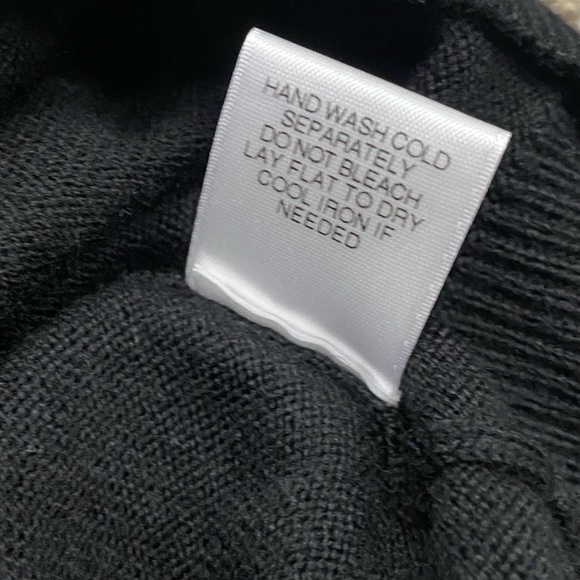 HAND WASH COLD
SEPARATELY
DO NOT BLEACH
LAY FLAT TO DRY
COOL IRON IF
NEEDED